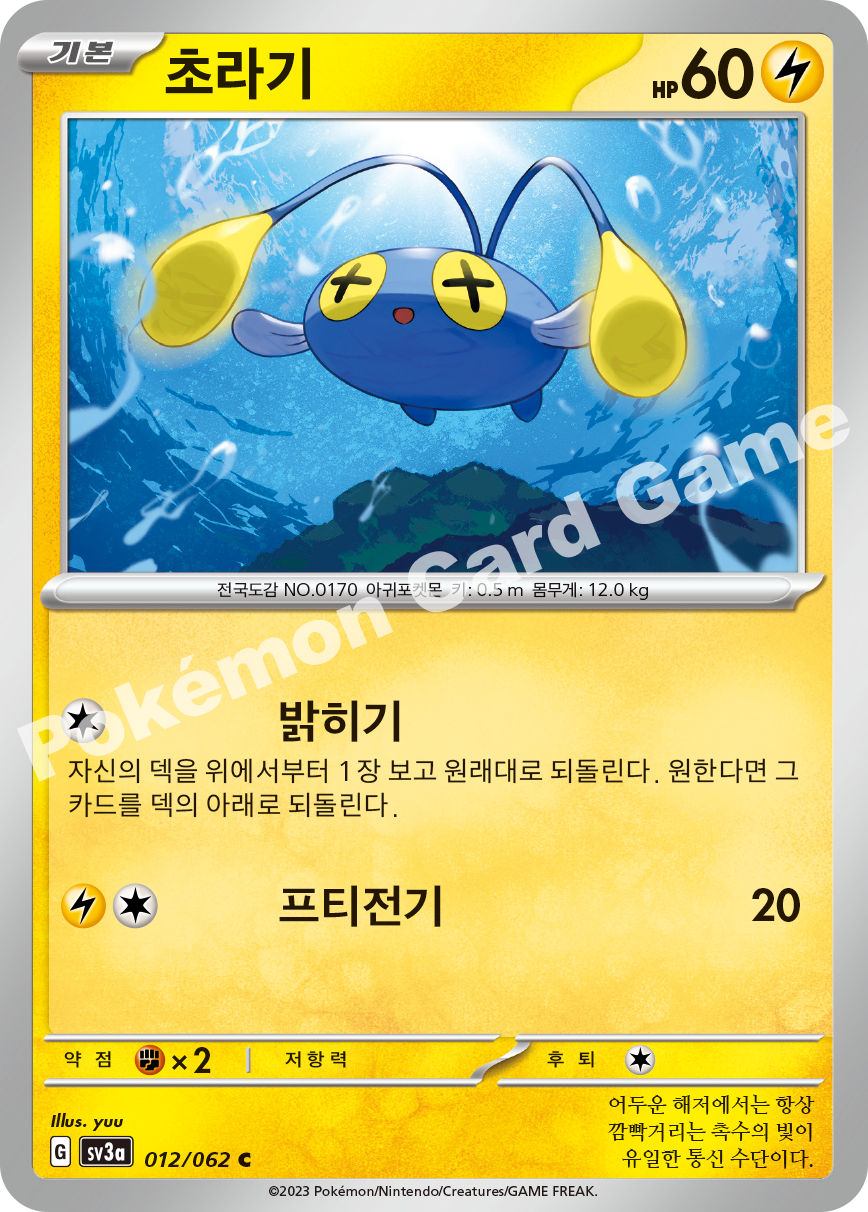 기본 초라기 HP 60
전국도감 NO.0170 아귀포켓몬 키: 0.5 m 몸무게: 12.0 kg
Pokémon Card Game
밝히기
자신의 덱을 위에서부터 1장 보고 원래대로 되돌린다. 원한다면 그
카드를 덱의 아래로 되돌린다.
프티전기 20
약점 ×2 저항력 후퇴
Illus. yuu
G sv3a 012/062 C
어두운 해저에서는 항상
깜빡거리는 촉수의 빛이
유일한 통신 수단이다.
©2023 Pokémon/Nintendo/Creatures/GAME FREAK.